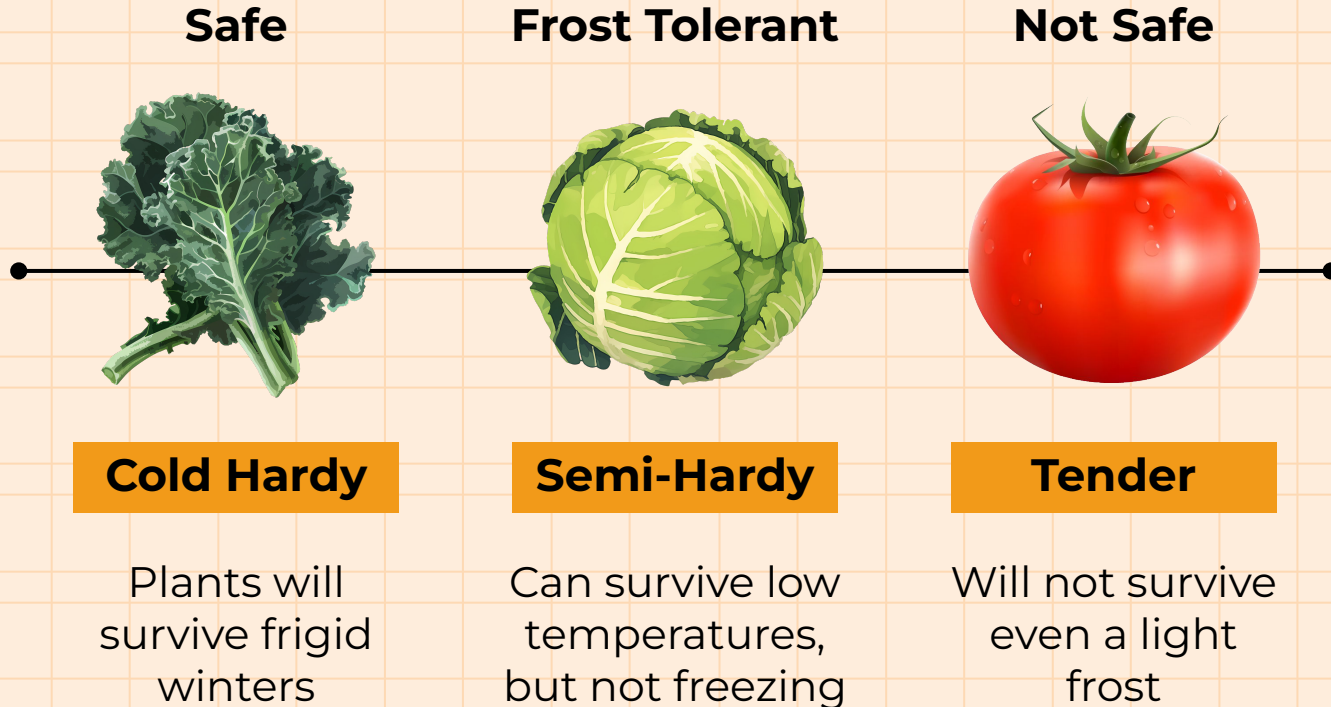 Safe
Frost Tolerant
Not Safe
Cold Hardy
Semi-Hardy
Tender
Plants will
survive frigid
winters
Can survive low
temperatures,
but not freezing
Will not survive
even a light
frost